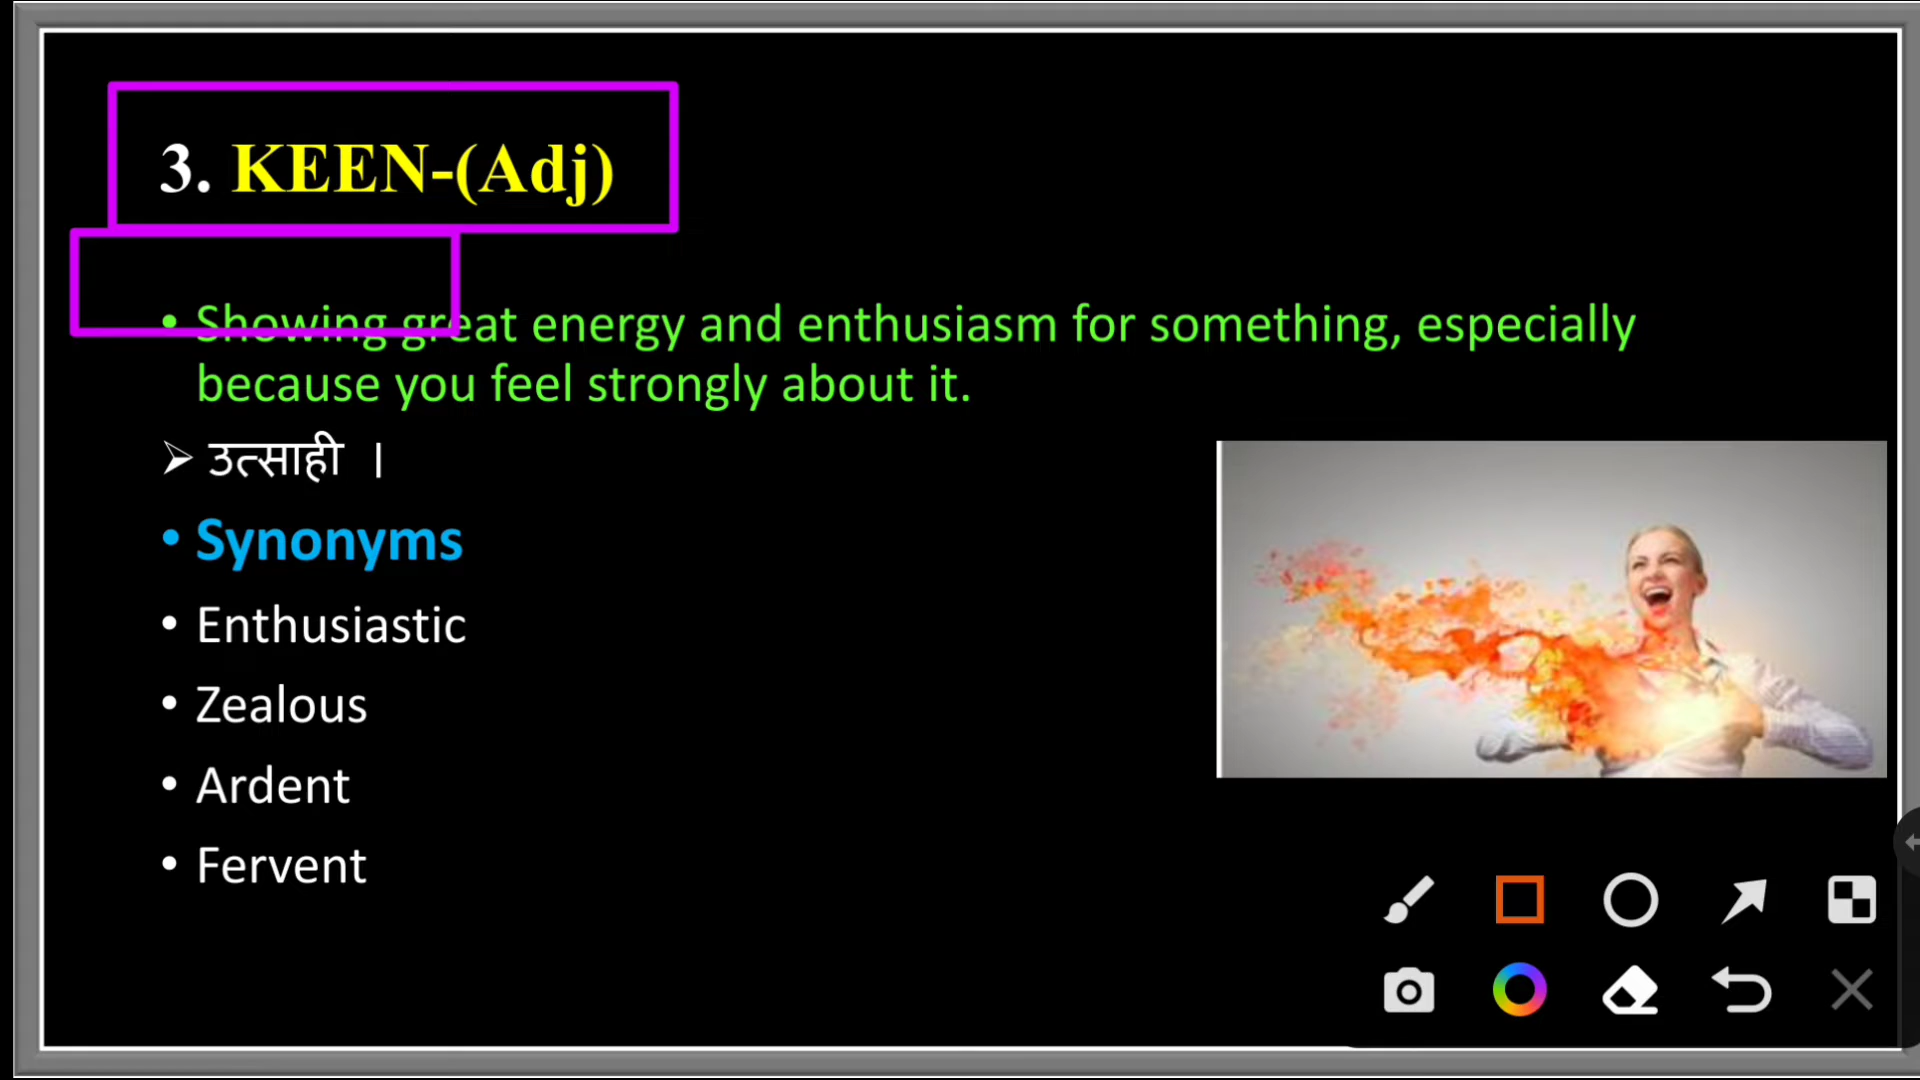 3. KEEN-(Adj)
• Showing great energy and enthusiasm for something, especially
because you feel strongly about it.
➢ उत्साही ।
• Synonyms
• Enthusiastic
• Zealous
• Ardent
• Fervent